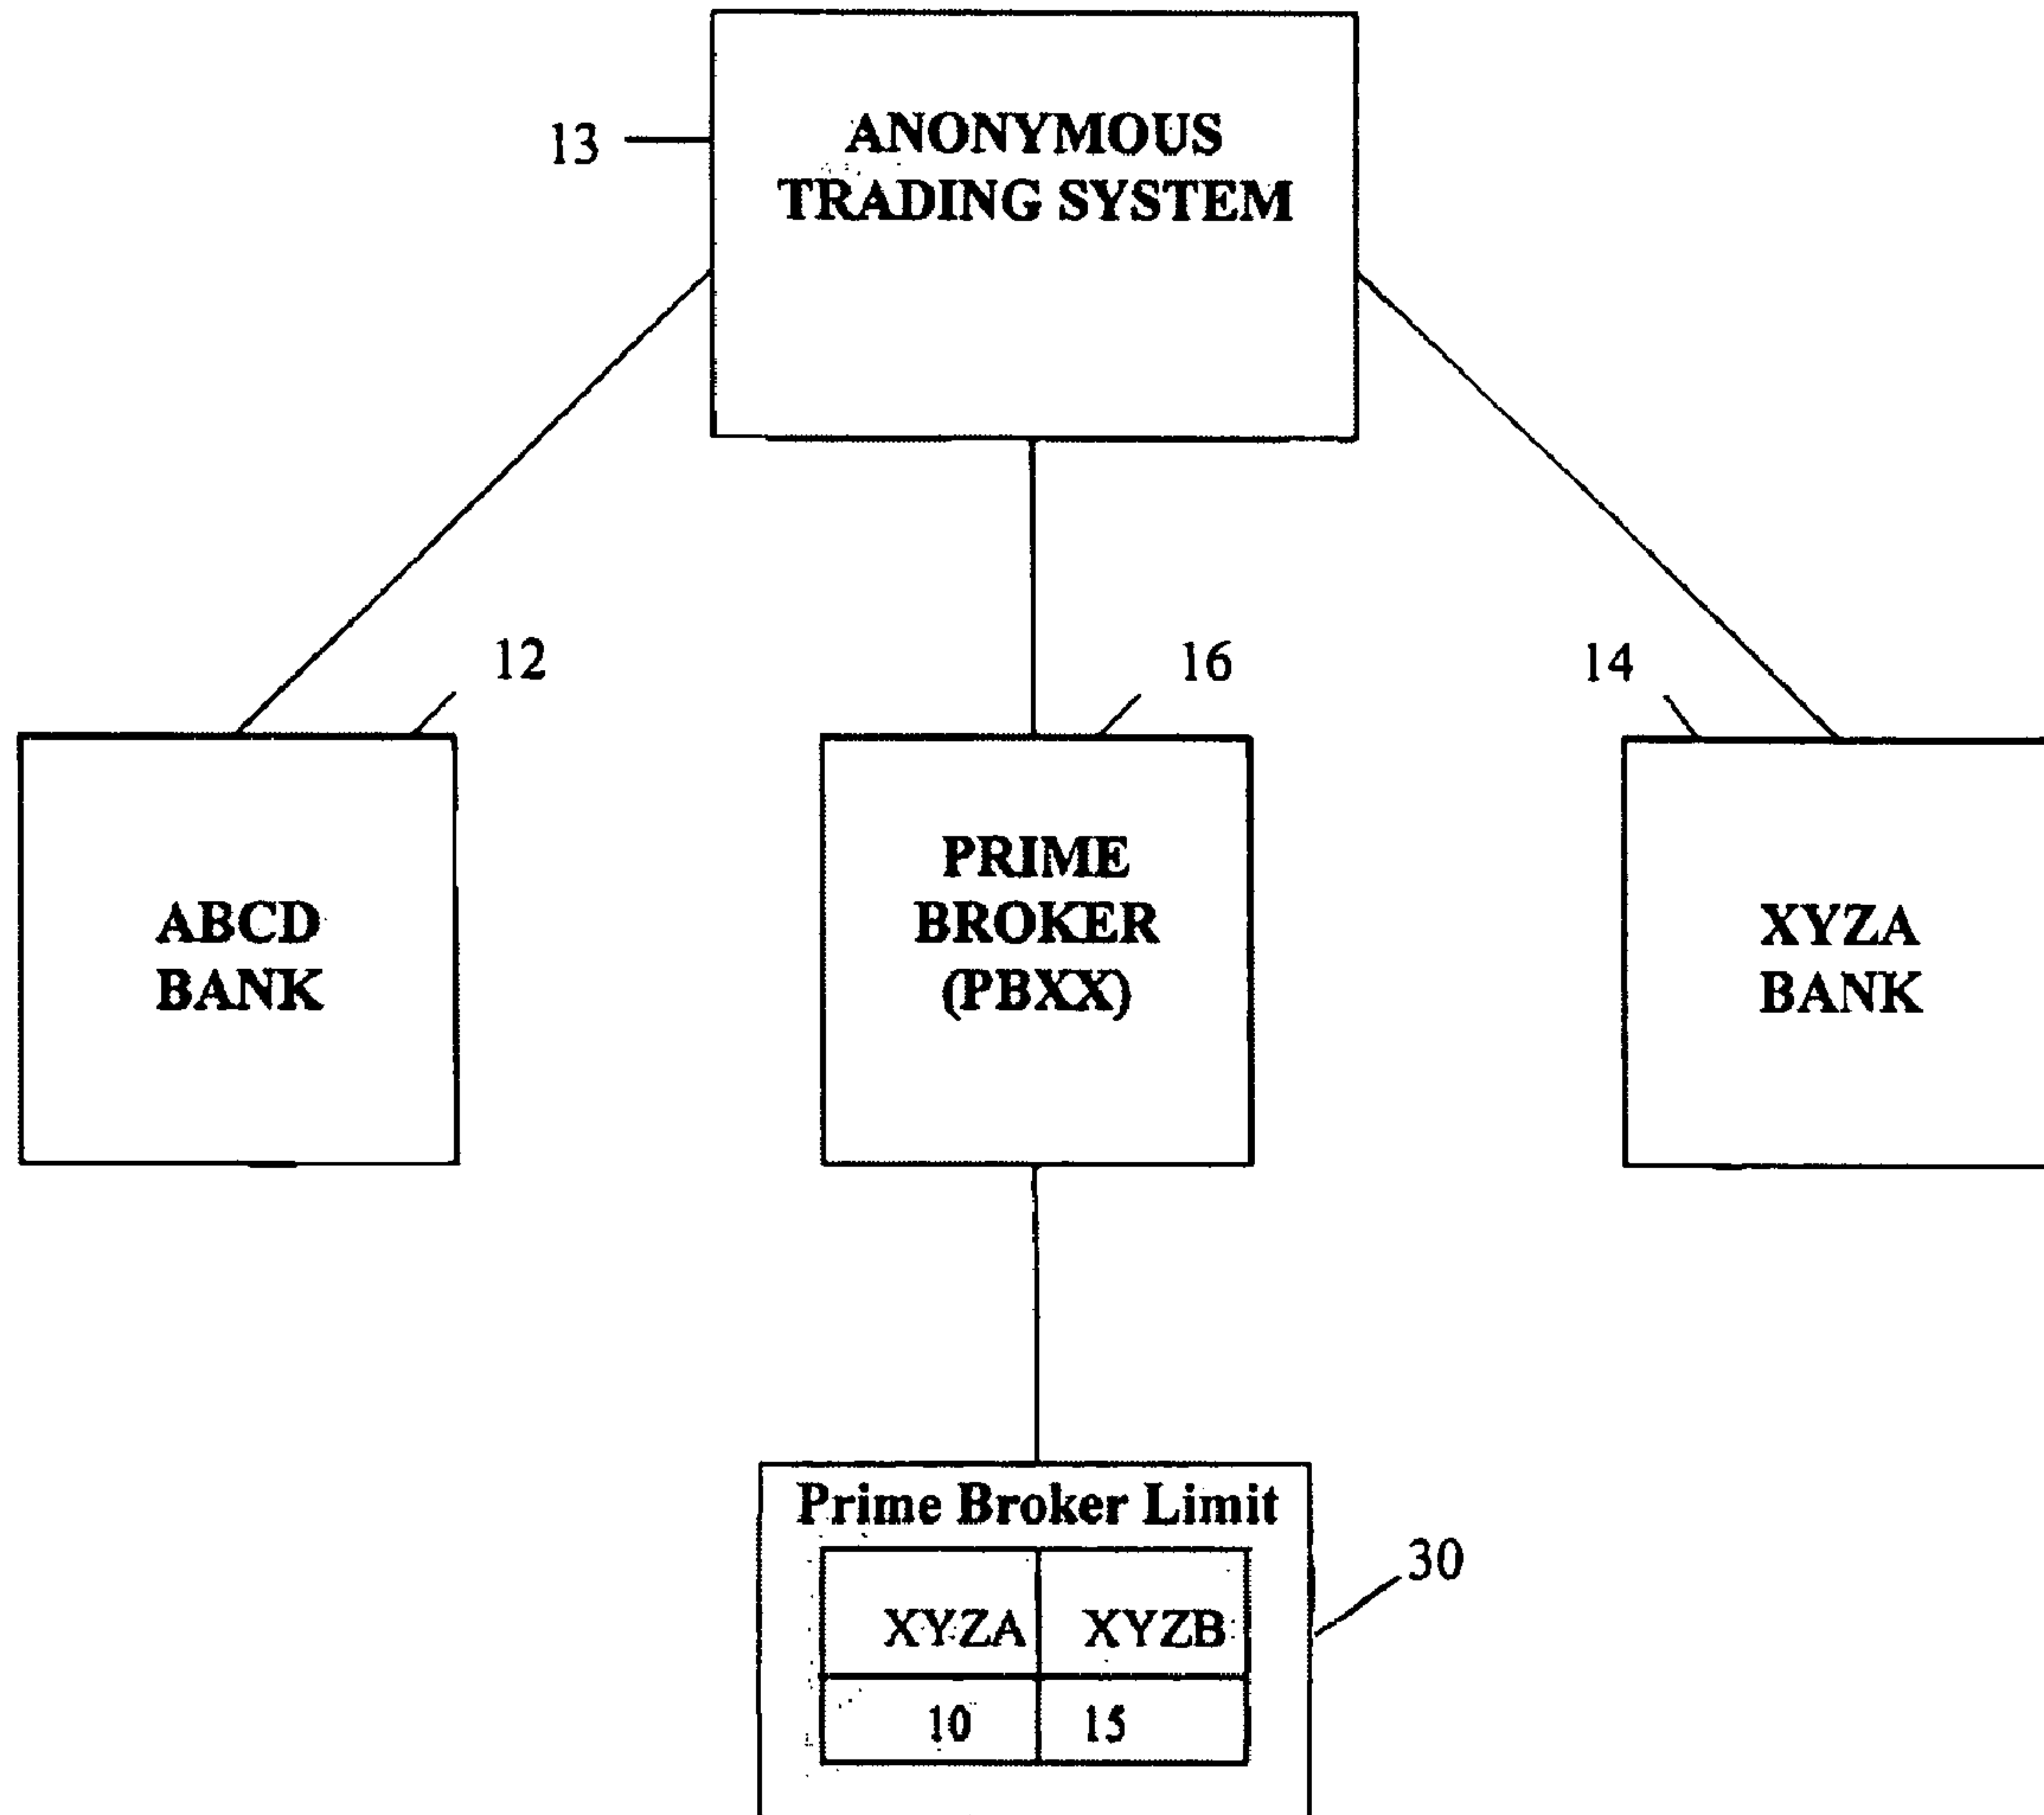 13
ANONYMOUS
TRADING SYSTEM
12
16
14
ABCD
BANK
PRIME
BROKER
(PBXX)
XYZA
BANK
Prime Broker Limit
30
XYZA XYZB
10 15